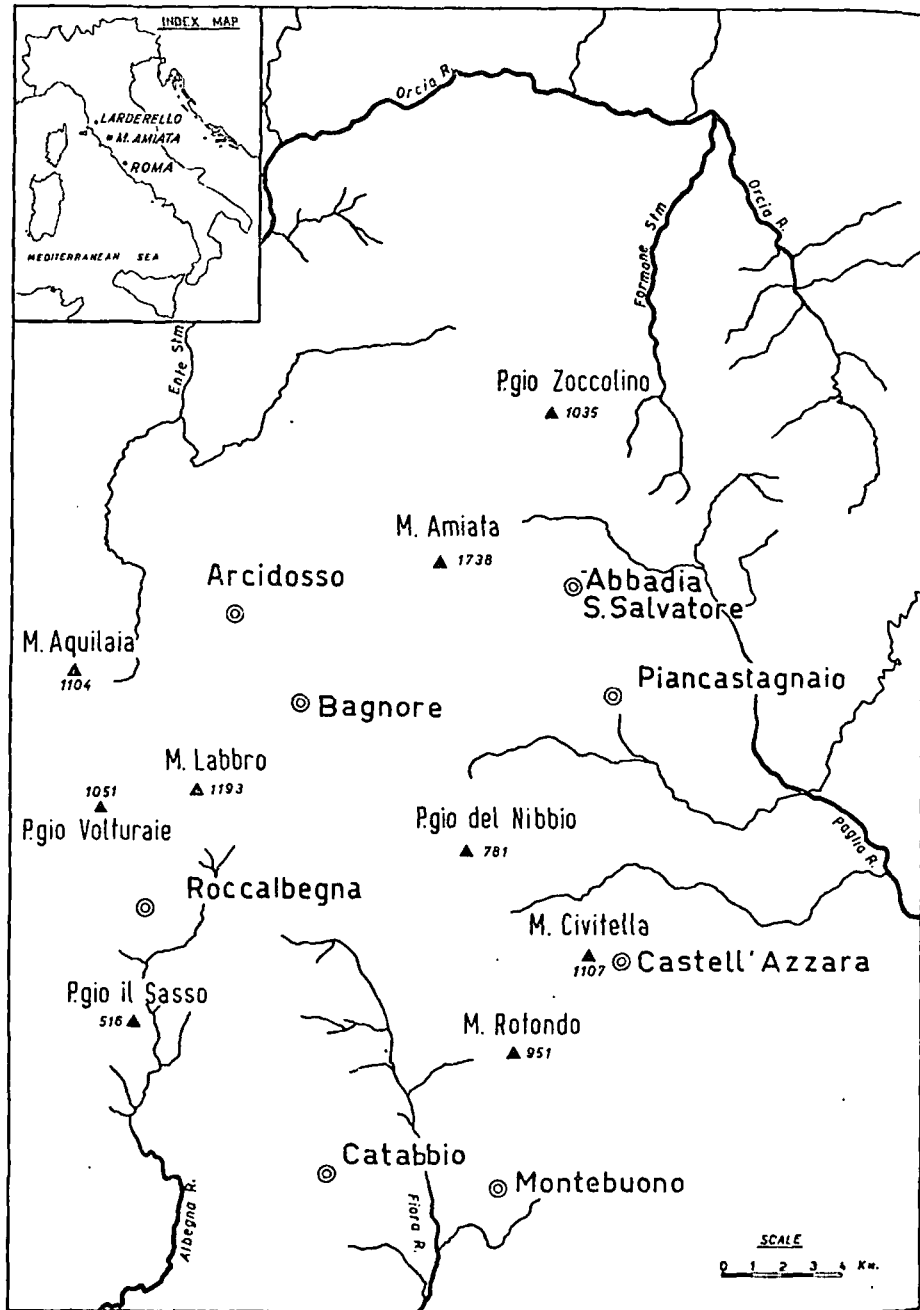 INDEX MAP
LARDERELLO
M. AMIATA
ROMA
MEDITERRANEAN SEA
Orcia R.
Orcia R.
Formone Stm
Ente Stm
P.gio Zoccolino
1035
M. Amiata
1738
Arcidosso
Abbadia
S. Salvatore
M. Aquilaia
1104
Piancastagnaio
Bagnore
M. Labbro
1193
1051
P.gio Volturaie
P.gio del Nibbio
781
Paglia R.
Roccalbegna
M. Civitella
1107
Castell'Azzara
P.gio il Sasso
516
M. Rotondo
951
Catabbio
Montebuono
Albegna R.
Fiora R.
SCALE
0 1 2 3 4 Km.